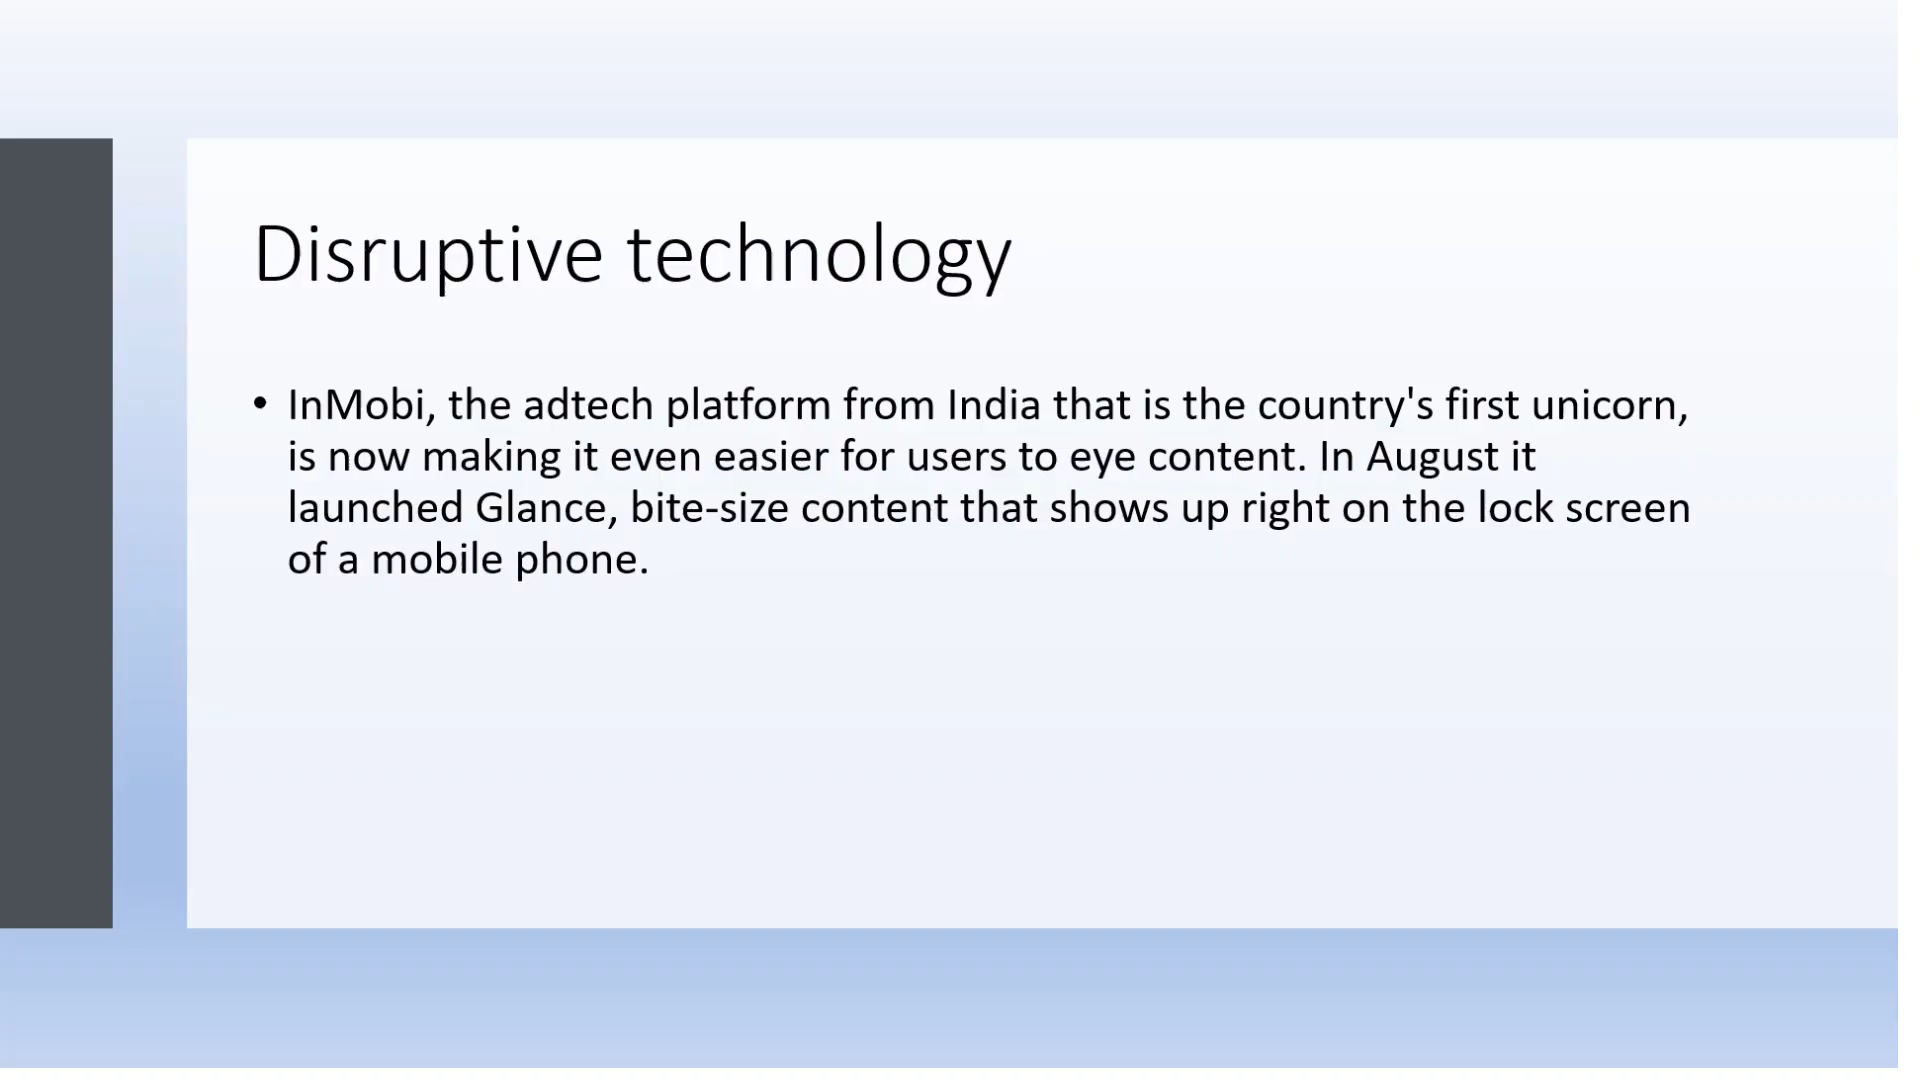 Disruptive technology
• InMobi, the adtech platform from India that is the country's first unicorn,
is now making it even easier for users to eye content. In August it
launched Glance, bite-size content that shows up right on the lock screen
of a mobile phone.